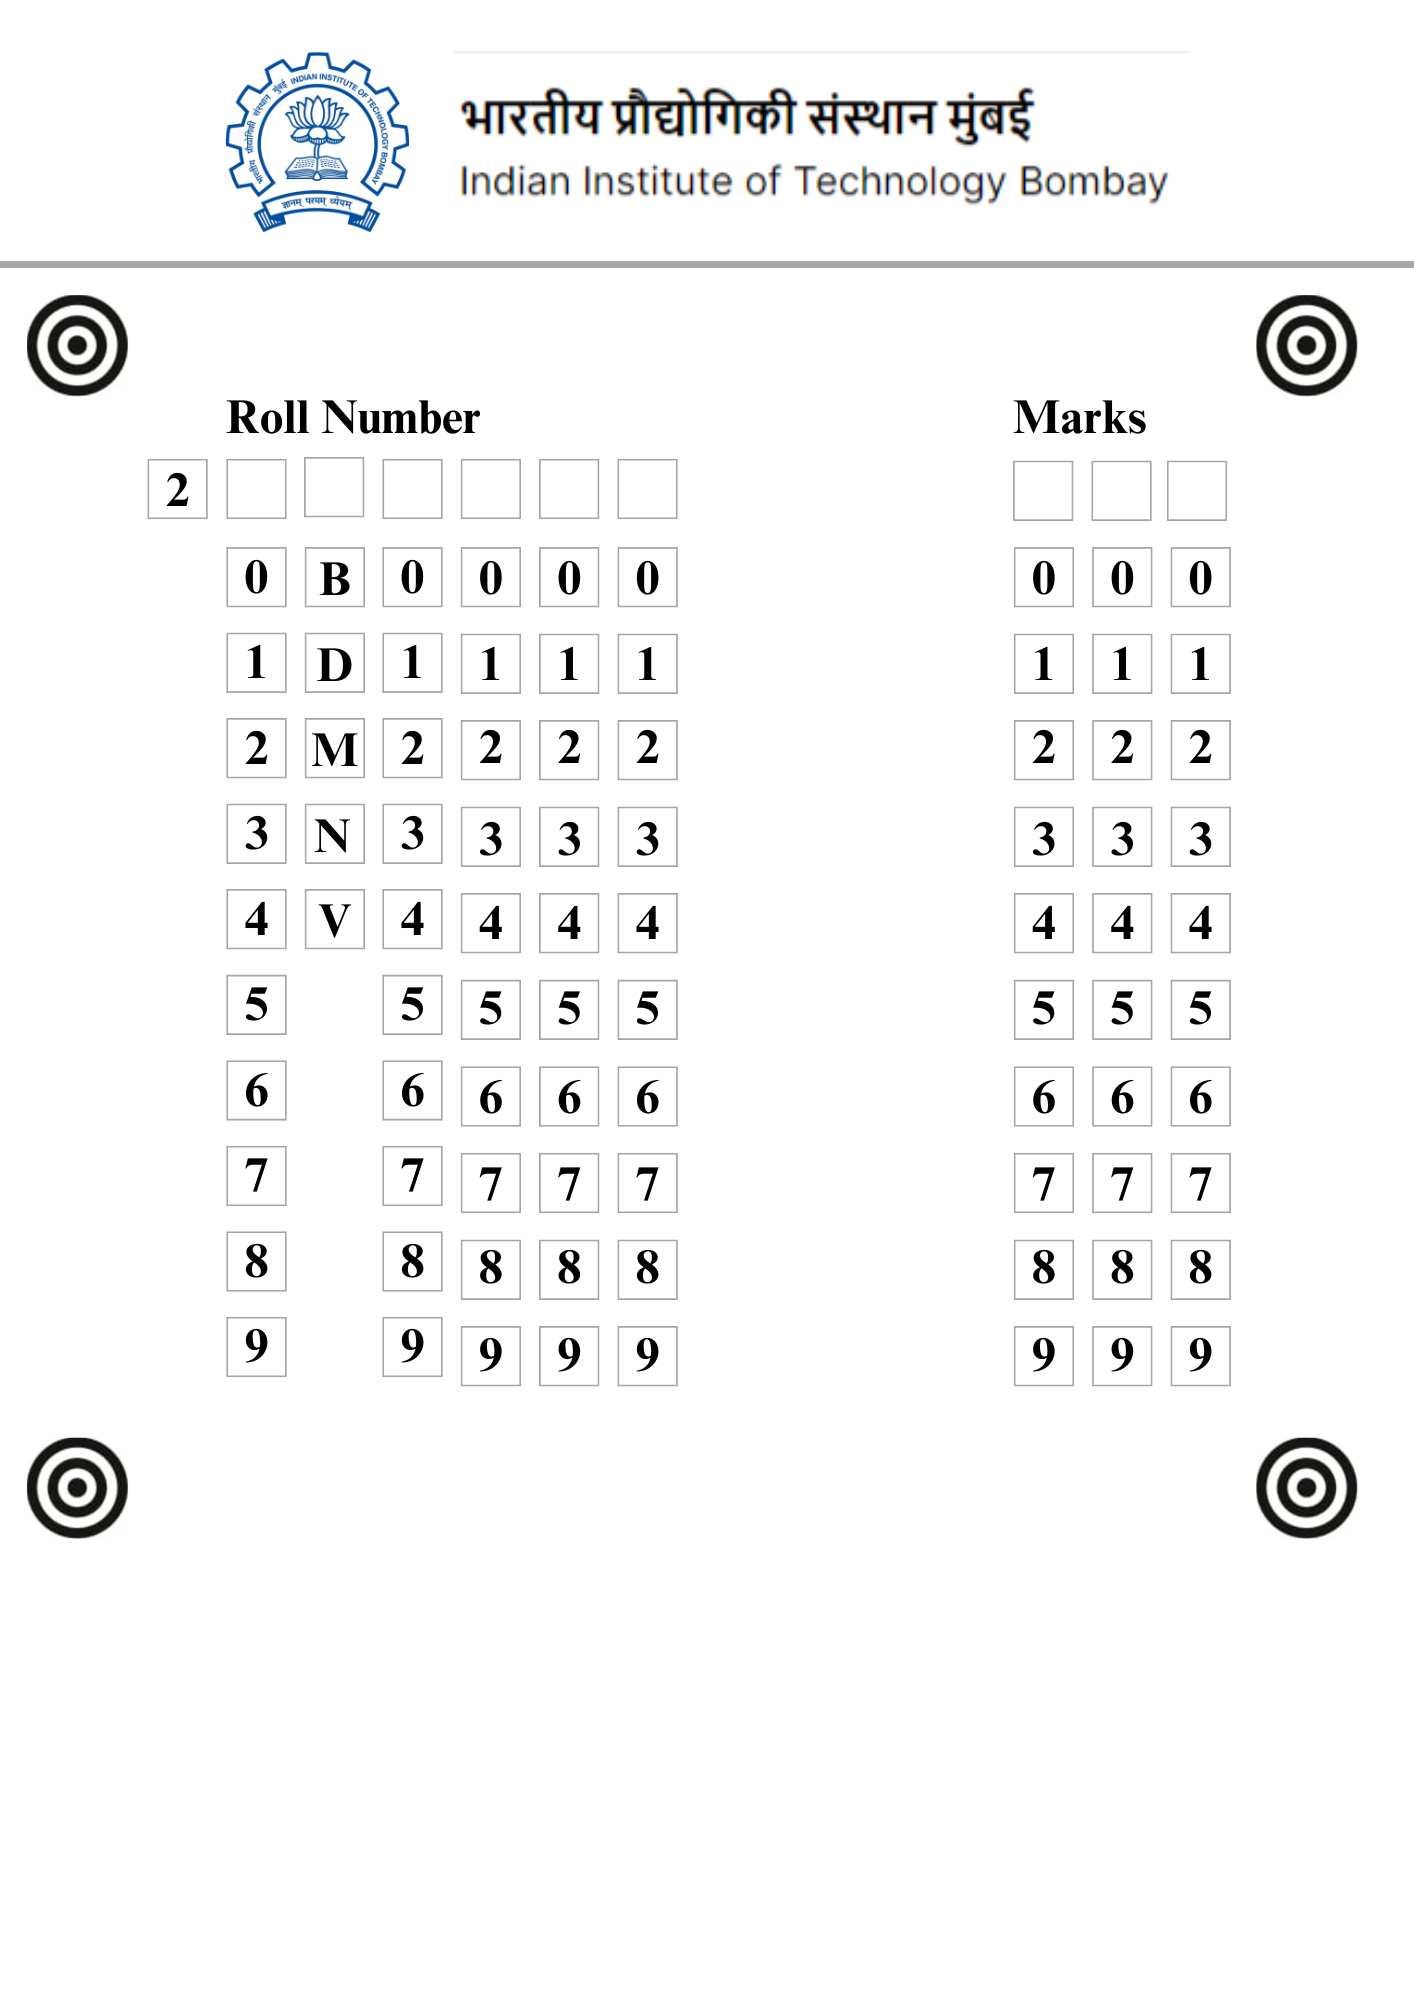 भारतीय प्रौद्योगिकी संस्थान मुंबई INDIAN INSTITUTE OF TECHNOLOGY BOMBAY
ज्ञानम् परमम् ध्येयम्
भारतीय प्रौद्योगिकी संस्थान मुंबई
Indian Institute of Technology Bombay
Roll Number Marks
2
0 B 0 0 0 0 0 0 0
1 D 1 1 1 1 1 1 1
2 M 2 2 2 2 2 2 2
3 N 3 3 3 3 3 3 3
4 V 4 4 4 4 4 4 4
5 5 5 5 5 5 5 5
6 6 6 6 6 6 6 6
7 7 7 7 7 7 7 7
8 8 8 8 8 8 8 8
9 9 9 9 9 9 9 9